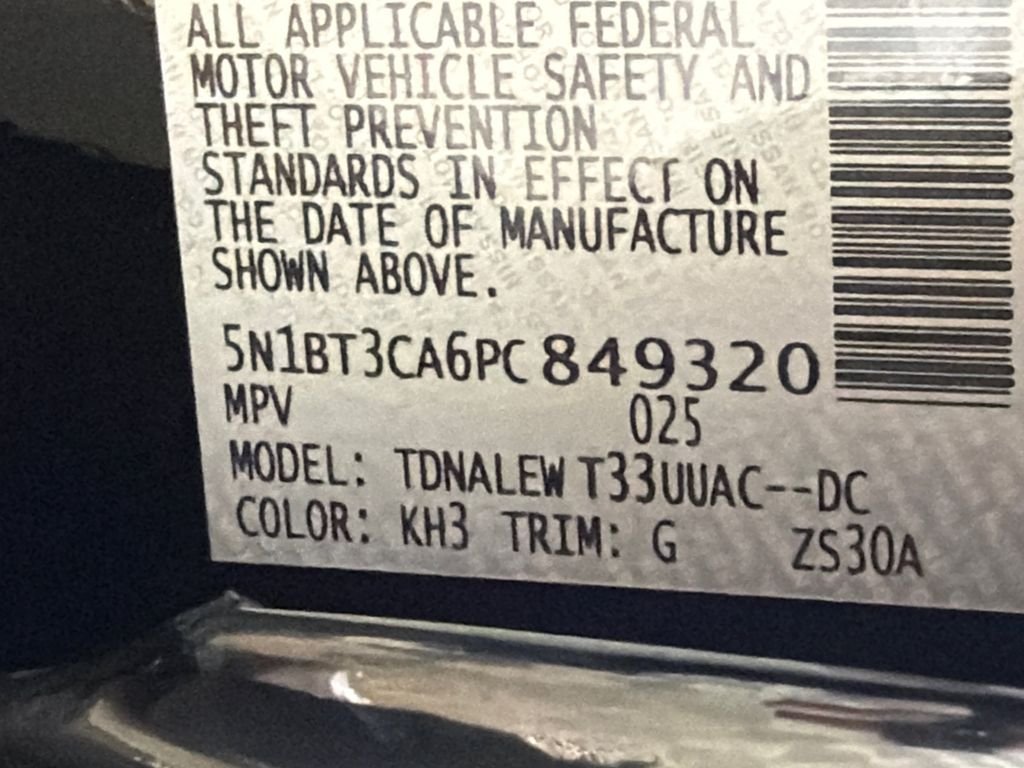 ALL APPLICABLE FEDERAL
MOTOR VEHICLE SAFETY AND
THEFT PREVENTION
STANDARDS IN EFFECT ON
THE DATE OF MANUFACTURE
SHOWN ABOVE.
5N1BT3CA6PC849320
MPV 025
MODEL: TDNALEW T33UUAC--DC
COLOR: KH3 TRIM: G ZS30A